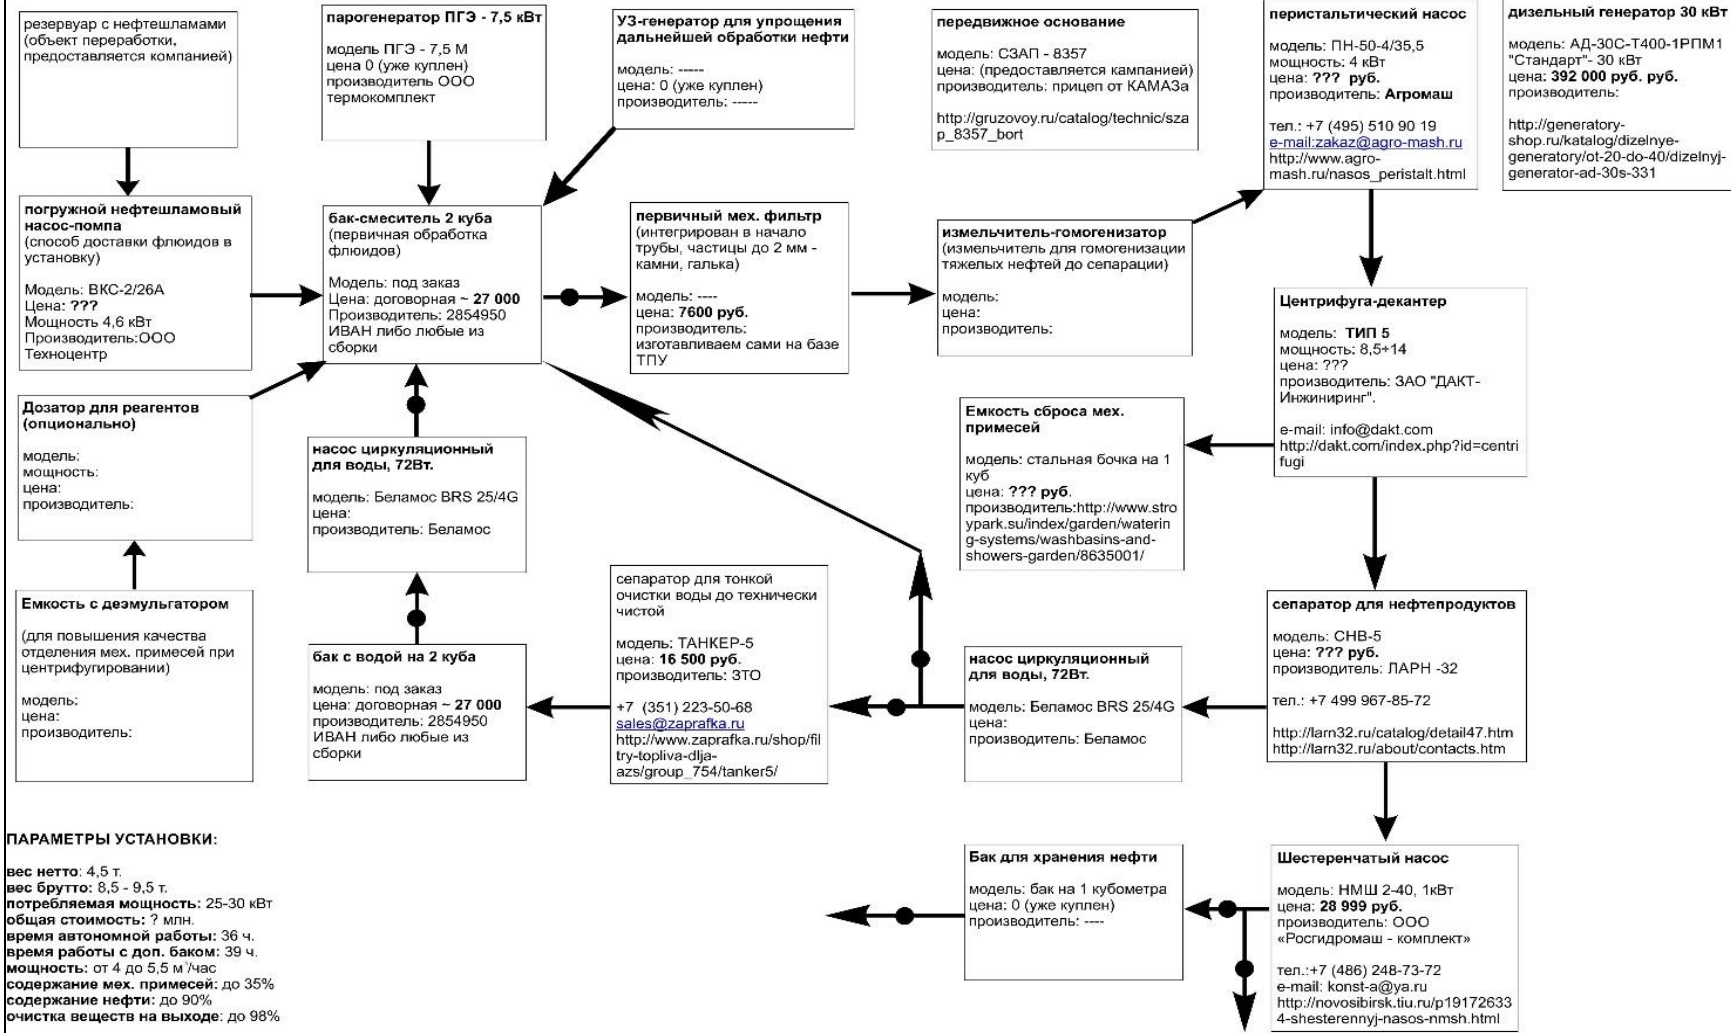 резервуар с нефтешламами
(объект переработки,
предоставляется компанией)
парогенератор ПГЭ - 7,5 кВт
модель ПГЭ - 7,5 М
цена 0 (уже куплен)
производитель ООО
термокомплект
УЗ-генератор для упрощения
дальнейшей обработки нефти
модель: -----
цена: 0 (уже куплен)
производитель: -----
передвижное основание
модель: СЗАП - 8357
цена: (предоставляется кампанией)
производитель: прицеп от КАМАЗа
http://gruzovoy.ru/catalog/technic/sza
p_8357_bort
перистальтический насос
модель: ПН-50-4/35,5
мощность: 4 кВт
цена: ??? руб.
производитель: Агромаш
тел.: +7 (495) 510 90 19
e-mail:zakaz@agro-mash.ru
http://www.agro-
mash.ru/nasos_peristalt.html
дизельный генератор 30 кВт
модель: АД-30С-Т400-1РПМ1
"Стандарт"- 30 кВт
цена: 392 000 руб. руб.
производитель:
http://generatory-
shop.ru/katalog/dizelnye-
generatory/ot-20-do-40/dizelnyj-
generator-ad-30s-331
погружной нефтешламовый
насос-помпа
(способ доставки флюидов в
установку)
Модель: ВКС-2/26А
Цена: ???
Мощность 4,6 кВт
Производитель:ООО
Техноцентр
бак-смеситель 2 куба
(первичная обработка
флюидов)
Модель: под заказ
Цена: договорная ~ 27 000
Производитель: 2854950
ИВАН либо любые из
сборки
первичный мех. фильтр
(интегрирован в начало
трубы, частицы до 2 мм -
камни, галька)
модель: ----
цена: 7600 руб.
производитель:
изготавливаем сами на базе
ТПУ
измельчитель-гомогенизатор
(измельчитель для гомогенизации
тяжелых нефтей до сепарации)
модель:
цена:
производитель:
Центрифуга-декантер
модель: ТИП 5
мощность: 8,5÷14
цена: ???
производитель: ЗАО "ДАКТ-
Инжиниринг".
e-mail: info@dakt.com
http://dakt.com/index.php?id=centri
fugi
Дозатор для реагентов
(опционально)
модель:
мощность:
цена:
производитель:
насос циркуляционный
для воды, 72Вт.
модель: Беламос BRS 25/4G
цена:
производитель: Беламос
Емкость сброса мех.
примесей
модель: стальная бочка на 1
куб
цена: ??? руб.
производитель:http://www.stro
ypark.su/index/garden/waterin
g-systems/washbasins-and-
showers-garden/8635001/
Емкость с деэмульгатором
(для повышения качества
отделения мех. примесей при
центрифугировании)
модель:
цена:
производитель:
бак с водой на 2 куба
модель: под заказ
цена: договорная ~ 27 000
производитель: 2854950
ИВАН либо любые из
сборки
сепаратор для тонкой
очистки воды до технически
чистой
модель: ТАНКЕР-5
цена: 16 500 руб.
производитель: ЗТО
+7 (351) 223-50-68
sales@zaprafka.ru
http://www.zaprafka.ru/shop/fil
try-topliva-dlja-
azs/group_754/tanker5/
насос циркуляционный
для воды, 72Вт.
модель: Беламос BRS 25/4G
цена:
производитель: Беламос
сепаратор для нефтепродуктов
модель: СНВ-5
цена: ??? руб.
производитель: ЛАРН -32
тел.: +7 499 967-85-72
http://larn32.ru/catalog/detail47.htm
http://larn32.ru/about/contacts.htm
ПАРАМЕТРЫ УСТАНОВКИ:
вес нетто: 4,5 т.
вес брутто: 8,5 - 9,5 т.
потребляемая мощность: 25-30 кВт
общая стоимость: ? млн.
время автономной работы: 36 ч.
время работы с доп. баком: 39 ч.
мощность: от 4 до 5,5 м³/час
содержание мех. примесей: до 35%
содержание нефти: до 90%
очистка веществ на выходе: до 98%
Бак для хранения нефти
модель: бак на 1 кубометра
цена: 0 (уже куплен)
производитель: ----
Шестеренчатый насос
модель: НМШ 2-40, 1кВт
цена: 28 999 руб.
производитель: ООО
«Росгидромаш - комплект»
тел.:+7 (486) 248-73-72
e-mail: konst-a@ya.ru
http://novosibirsk.tiu.ru/p19172633
4-shesterennyj-nasos-nmsh.html